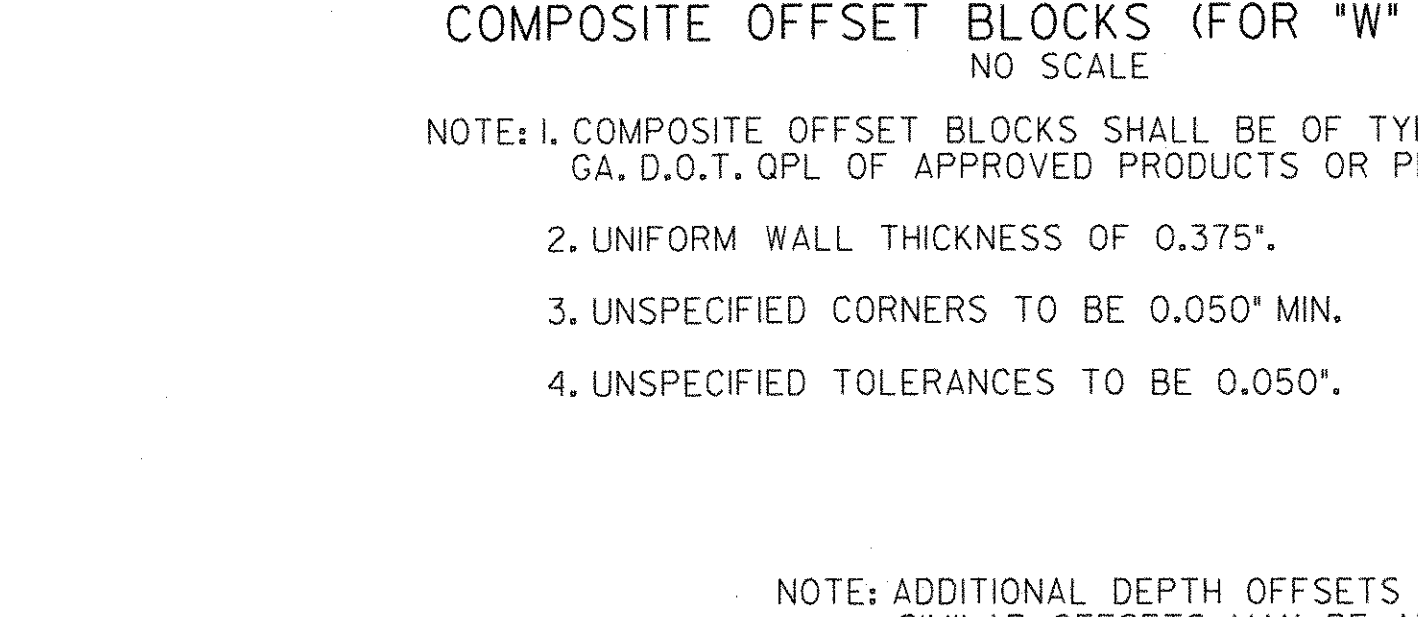 COMPOSITE OFFSET BLOCKS (FOR "W"
NO SCALE
NOTE: 1. COMPOSITE OFFSET BLOCKS SHALL BE OF
GA. D.O.T. QPL OF APPROVED PRODUCTS OR
2. UNIFORM WALL THICKNESS OF 0.375".
3. UNSPECIFIED CORNERS TO BE 0.050" MIN.
4. UNSPECIFIED TOLERANCES TO BE 0.050".
NOTE: ADDITIONAL DEPTH OFFSETS